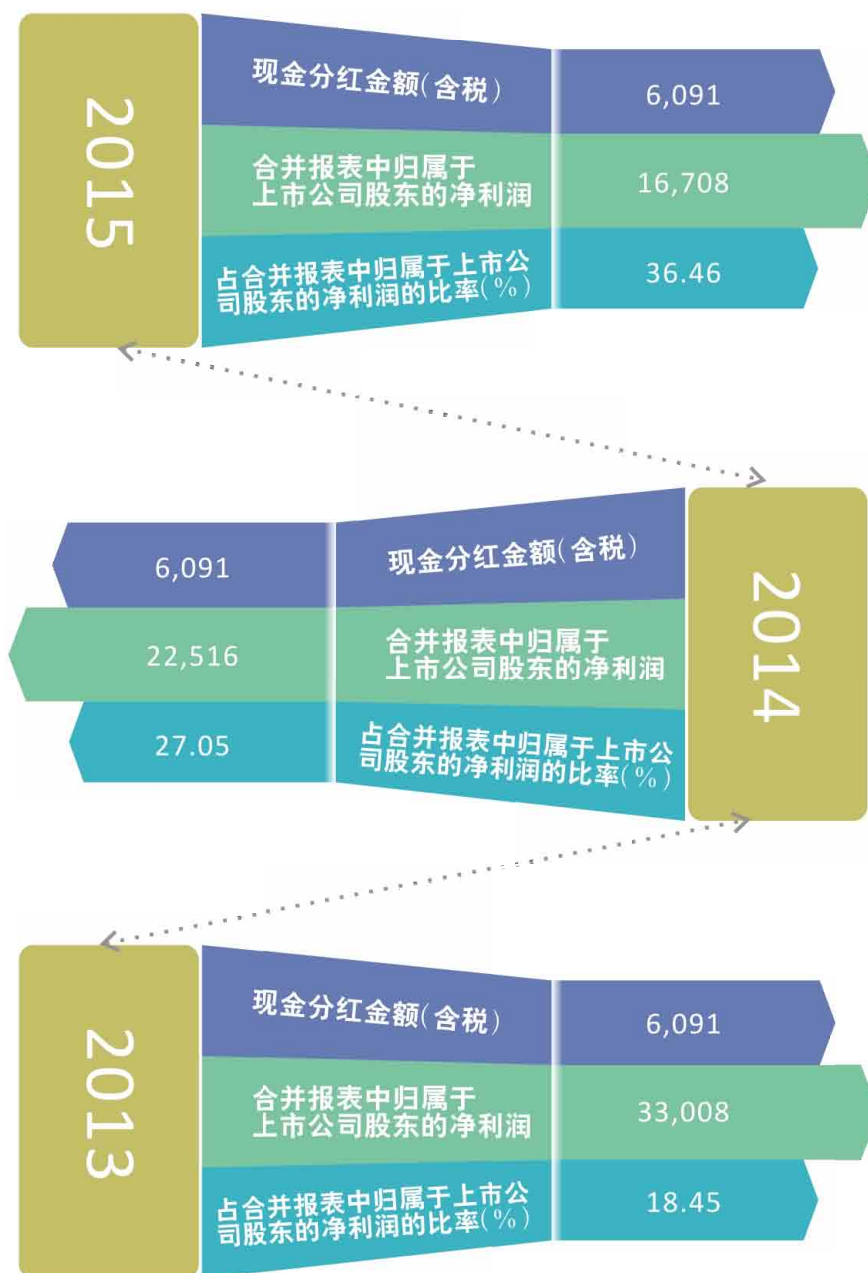 2015
现金分红金额(含税)
6,091
合并报表中归属于
上市公司股东的净利润
16,708
占合并报表中归属于上市公
司股东的净利润的比率(%)
36.46
2014
现金分红金额(含税)
6,091
合并报表中归属于
上市公司股东的净利润
22,516
占合并报表中归属于上市公
司股东的净利润的比率(%)
27.05
2013
现金分红金额(含税)
6,091
合并报表中归属于
上市公司股东的净利润
33,008
占合并报表中归属于上市公
司股东的净利润的比率(%)
18.45